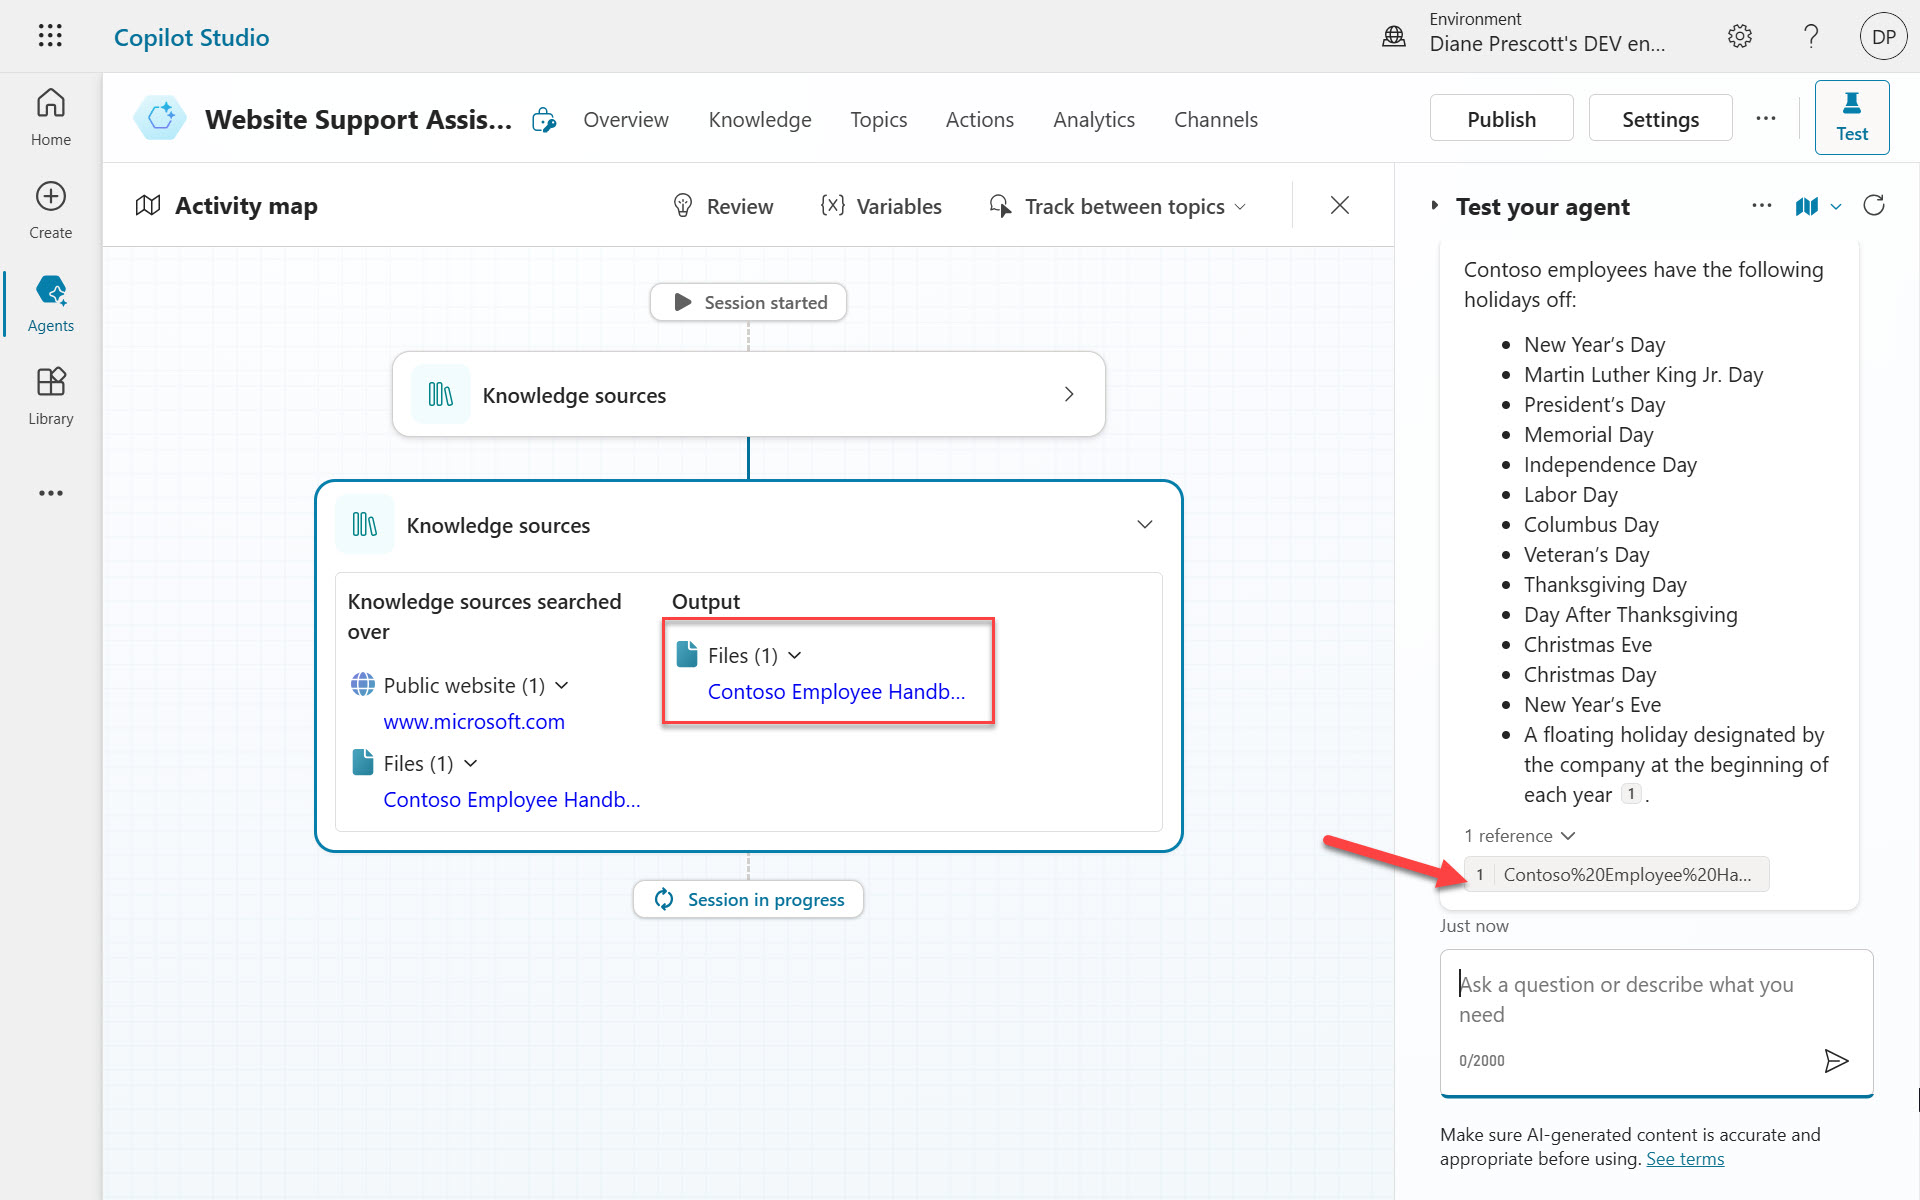 Copilot Studio
Environment
Diane Prescott's DEV en...
DP
Home
Create
Agents
Library
Website Support Assis...
Overview
Knowledge
Topics
Actions
Analytics
Channels
Publish
Settings
Test
Activity map
Review
Variables
Track between topics
Session started
Knowledge sources
Knowledge sources
Knowledge sources searched
over
Public website (1)
www.microsoft.com
Files (1)
Contoso Employee Handb...
Output
Files (1)
Contoso Employee Handb...
Session in progress
Test your agent
Contoso employees have the following
holidays off:
• New Year’s Day
• Martin Luther King Jr. Day
• President’s Day
• Memorial Day
• Independence Day
• Labor Day
• Columbus Day
• Veteran’s Day
• Thanksgiving Day
• Day After Thanksgiving
• Christmas Eve
• Christmas Day
• New Year’s Eve
• A floating holiday designated by
the company at the beginning of
each year 1 .
1 reference
1 Contoso%20Employee%20Ha...
Just now
Ask a question or describe what you
need
0/2000
Make sure AI-generated content is accurate and
appropriate before using. See terms